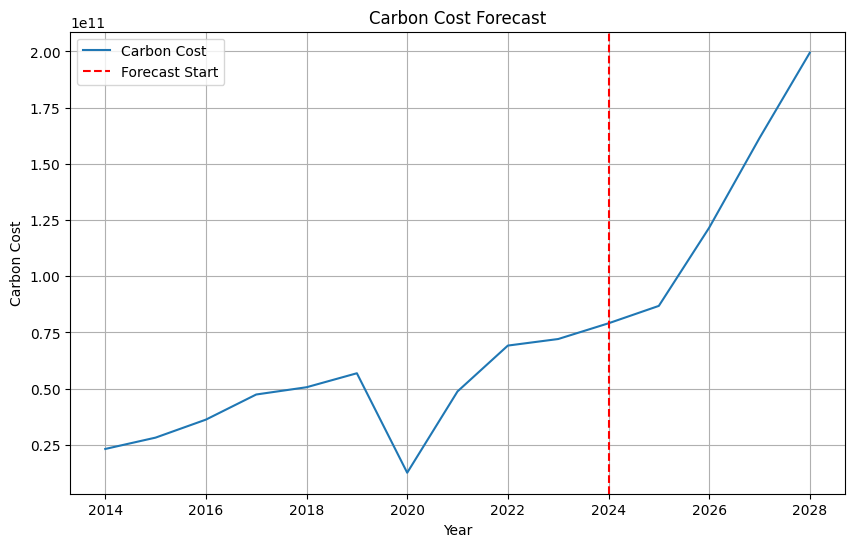 Carbon Cost Forecast
1e11
Carbon Cost
Forecast Start
2.00
1.75
1.50
1.25
1.00
0.75
0.50
0.25
Carbon Cost
2014 2016 2018 2020 2022 2024 2026 2028
Year